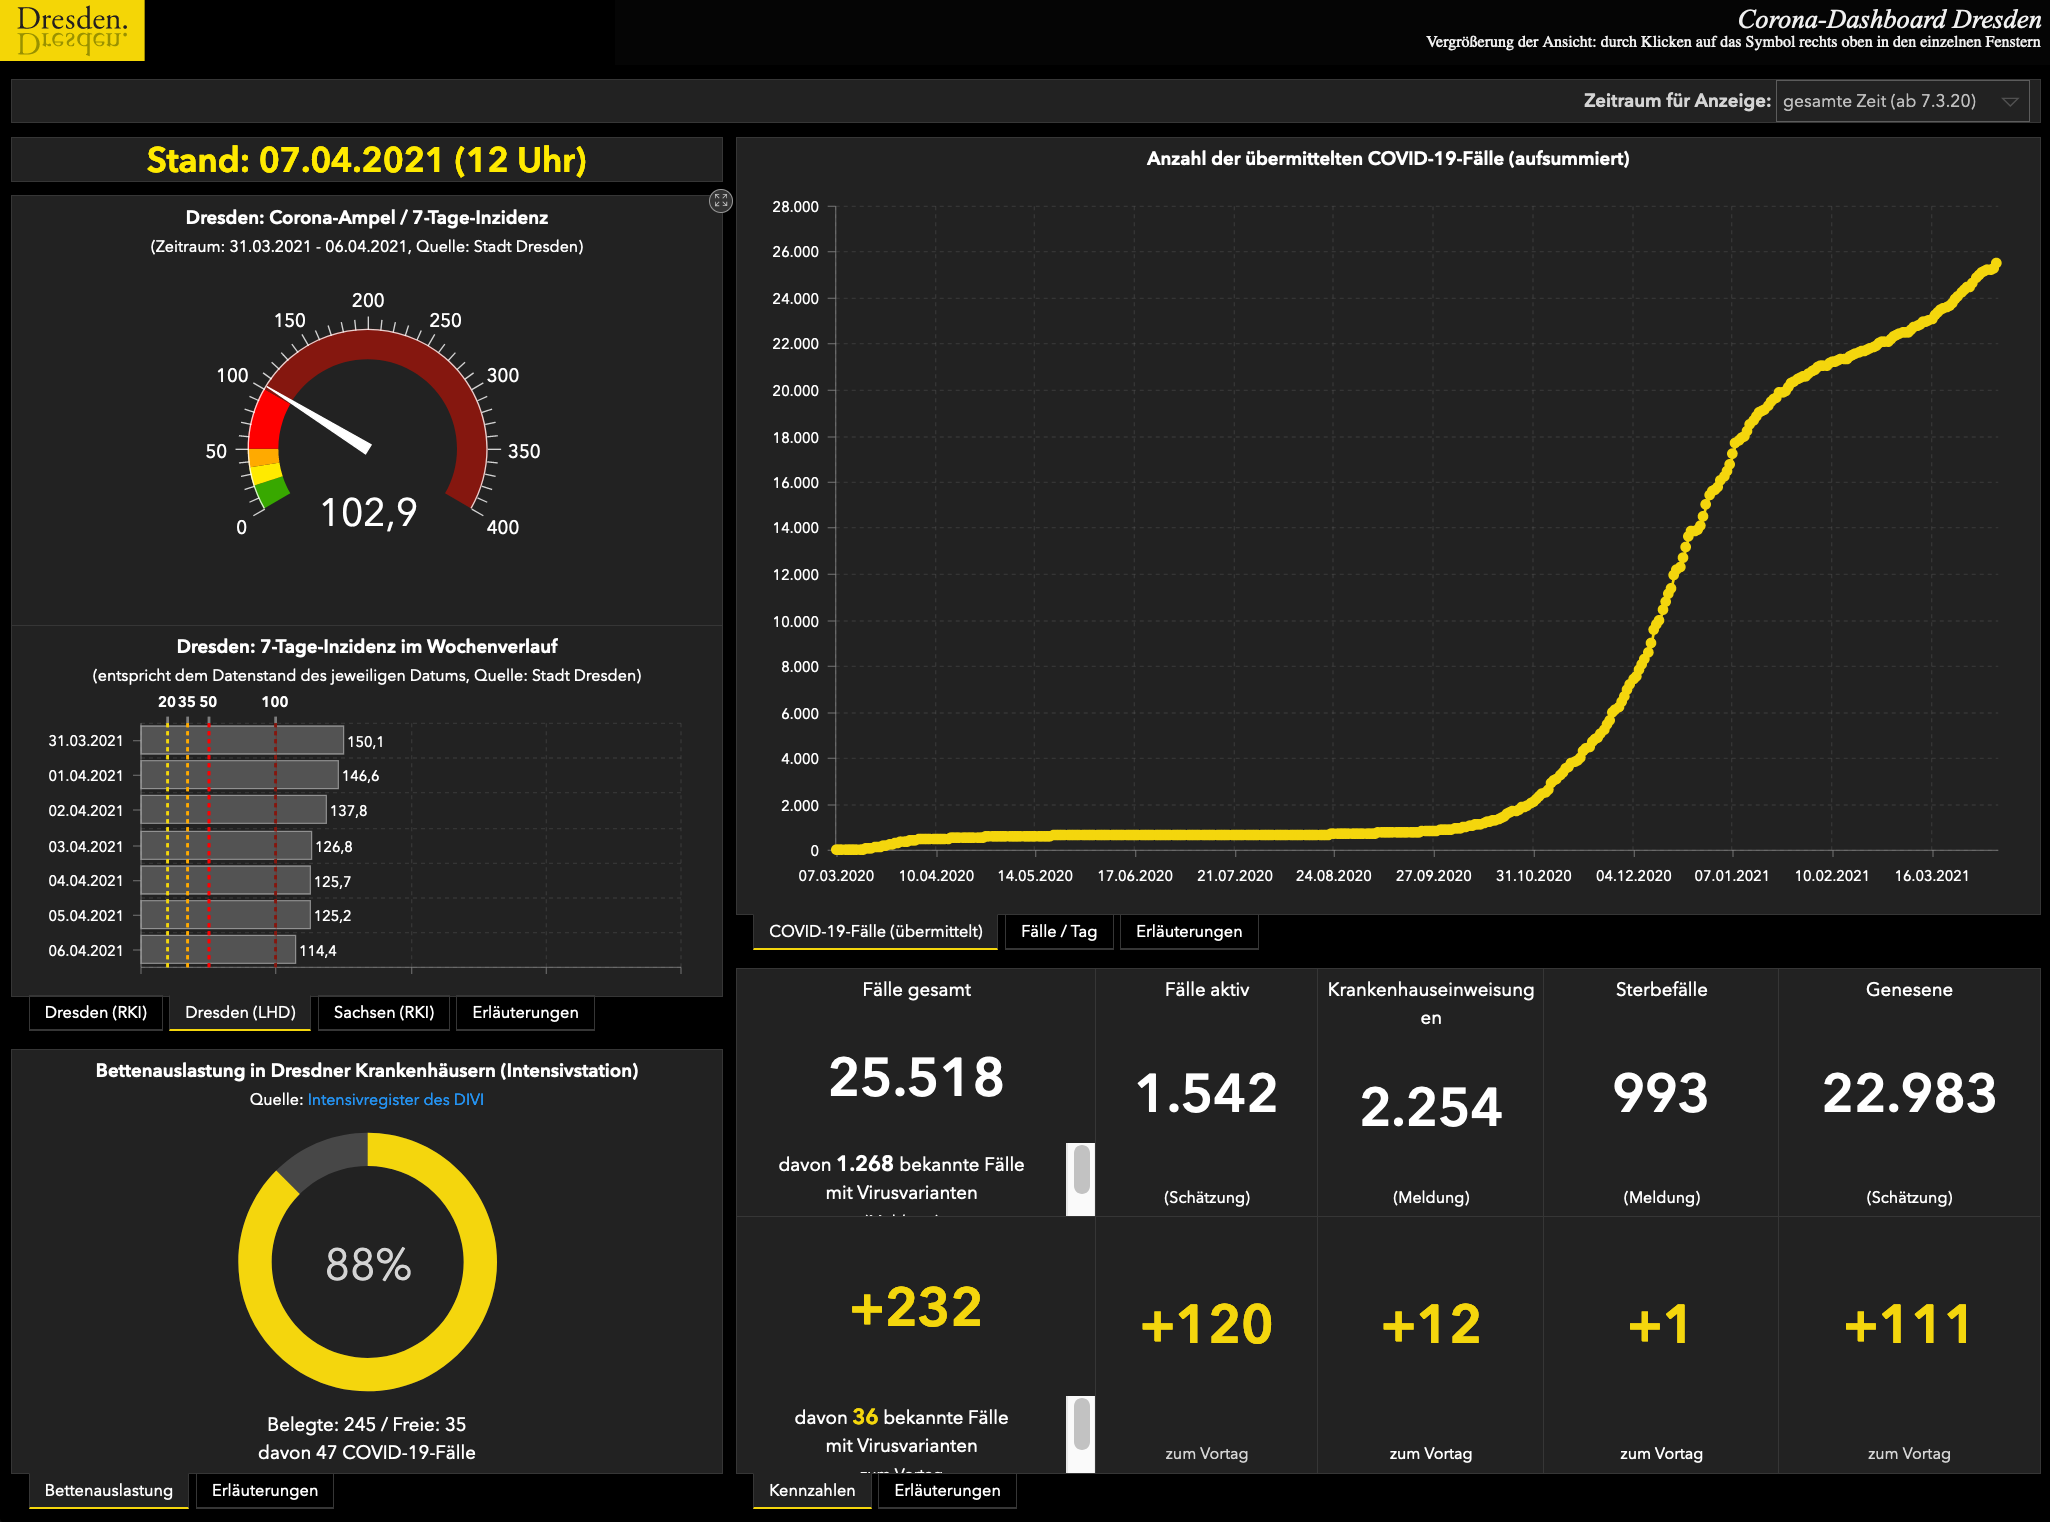 Dresden.
Corona-Dashboard Dresden
Vergrößerung der Ansicht: durch Klicken auf das Symbol rechts oben in den einzelnen Fenstern
Zeitraum für Anzeige: gesamte Zeit (ab 7.3.20)
Stand: 07.04.2021 (12 Uhr)
Dresden: Corona-Ampel / 7-Tage-Inzidenz
(Zeitraum: 31.03.2021 - 06.04.2021, Quelle: Stadt Dresden)
0
50
100
150
200
250
300
350
400
102,9
Dresden: 7-Tage-Inzidenz im Wochenverlauf
(entspricht dem Datenstand des jeweiligen Datums, Quelle: Stadt Dresden)
20 35 50 100
31.03.2021 150,1
01.04.2021 146,6
02.04.2021 137,8
03.04.2021 126,8
04.04.2021 125,7
05.04.2021 125,2
06.04.2021 114,4
Dresden (RKI) Dresden (LHD) Sachsen (RKI) Erläuterungen
Bettenauslastung in Dresdner Krankenhäusern (Intensivstation)
Quelle: Intensivregister des DIVI
88%
Belegte: 245 / Freie: 35
davon 47 COVID-19-Fälle
Bettenauslastung Erläuterungen
Anzahl der übermittelten COVID-19-Fälle (aufsummiert)
28.000
26.000
24.000
22.000
20.000
18.000
16.000
14.000
12.000
10.000
8.000
6.000
4.000
2.000
0
07.03.2020 10.04.2020 14.05.2020 17.06.2020 21.07.2020 24.08.2020 27.09.2020 31.10.2020 04.12.2020 07.01.2021 10.02.2021 16.03.2021
COVID-19-Fälle (übermittelt) Fälle / Tag Erläuterungen
Fälle gesamt
25.518
davon 1.268 bekannte Fälle
mit Virusvarianten
+232
davon 36 bekannte Fälle
mit Virusvarianten
zum Vortag
Fälle aktiv
1.542
(Schätzung)
+120
zum Vortag
Krankenhauseinweisung
en
2.254
(Meldung)
+12
zum Vortag
Sterbefälle
993
(Meldung)
+1
zum Vortag
Genesene
22.983
(Schätzung)
+111
zum Vortag
Kennzahlen Erläuterungen